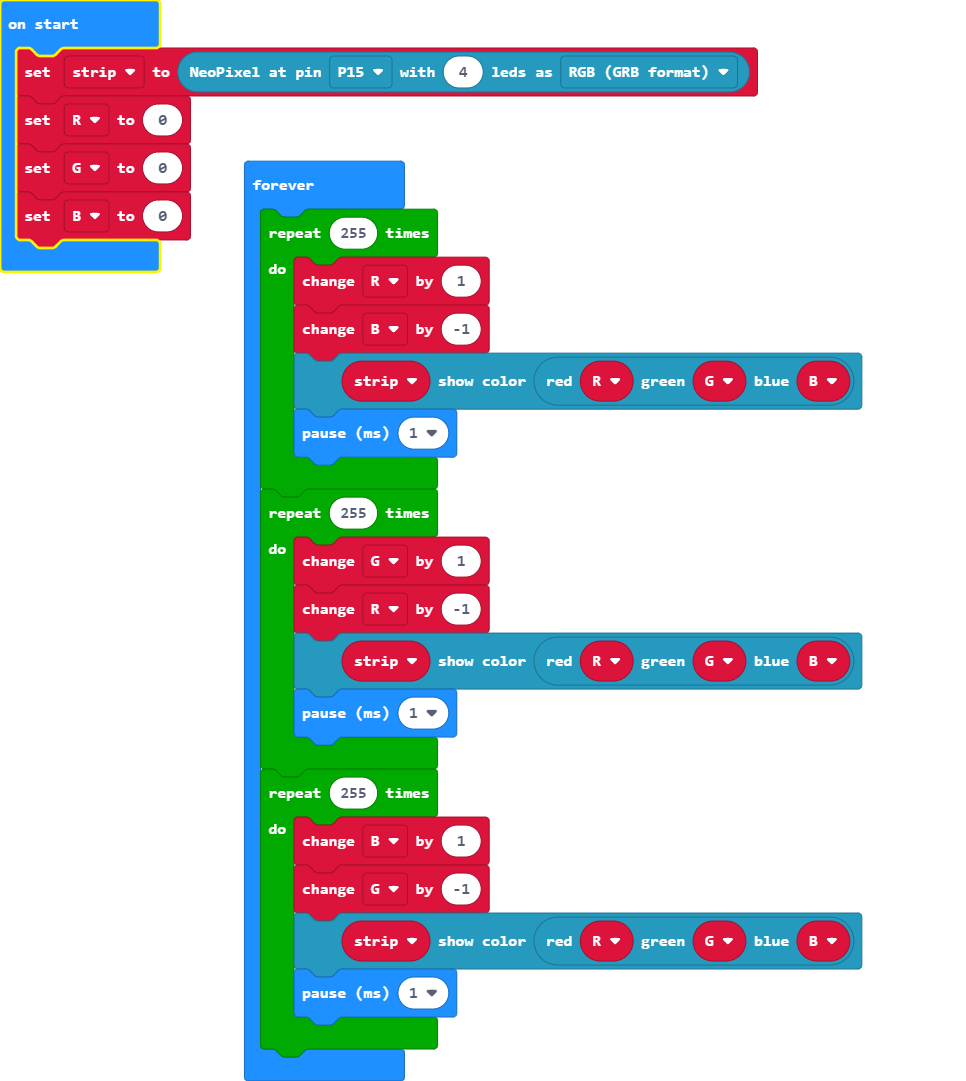 on start
set strip to NeoPixel at pin P15 with 4 leds as RGB (GRB format)
set R to 0
set G to 0
set B to 0
forever
repeat 255 times
do
change R by 1
change B by -1
strip show color red R green G blue B
pause (ms) 1
repeat 255 times
do
change G by 1
change R by -1
strip show color red R green G blue B
pause (ms) 1
repeat 255 times
do
change B by 1
change G by -1
strip show color red R green G blue B
pause (ms) 1